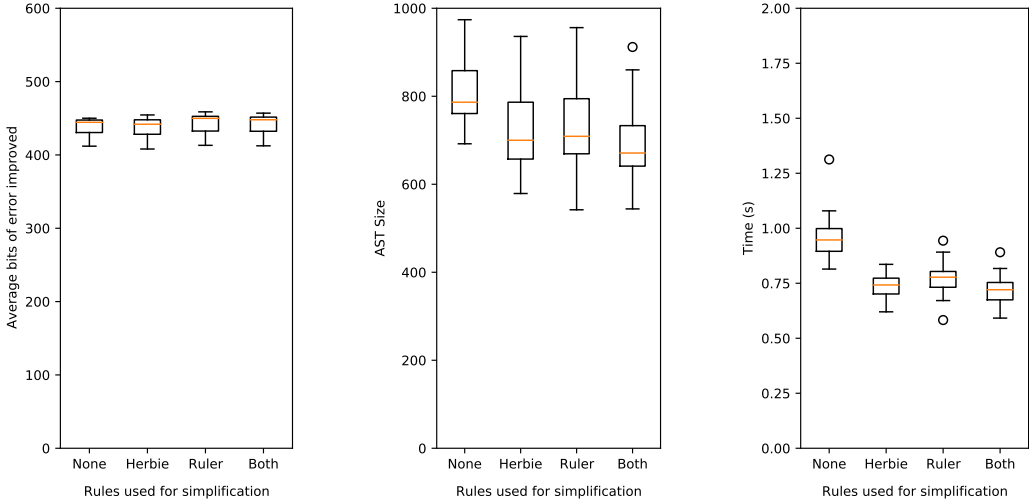 600
500
400
300
200
100
0
Average bits of error improved
None Herbie Ruler Both
Rules used for simplification
1000
800
600
400
200
0
AST Size
None Herbie Ruler Both
Rules used for simplification
2.00
1.75
1.50
1.25
1.00
0.75
0.50
0.25
0.00
Time (s)
None Herbie Ruler Both
Rules used for simplification